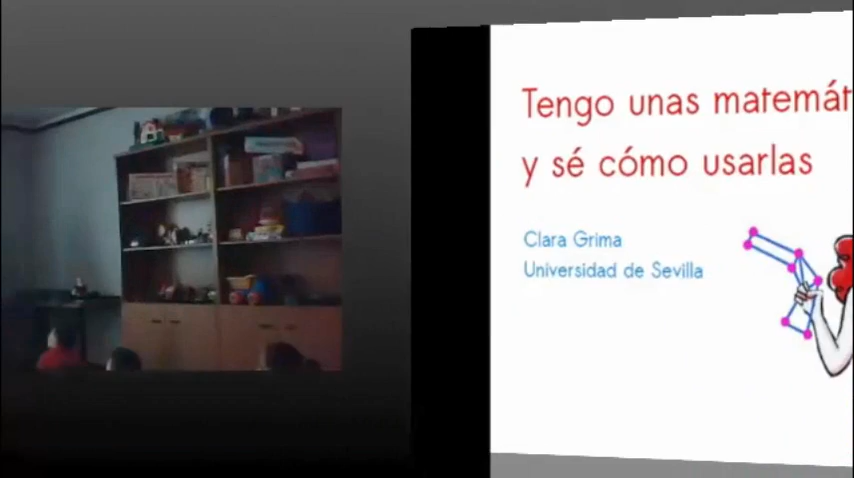 Tengo unas matemát
y sé cómo usarlas
Clara Grima
Universidad de Sevilla